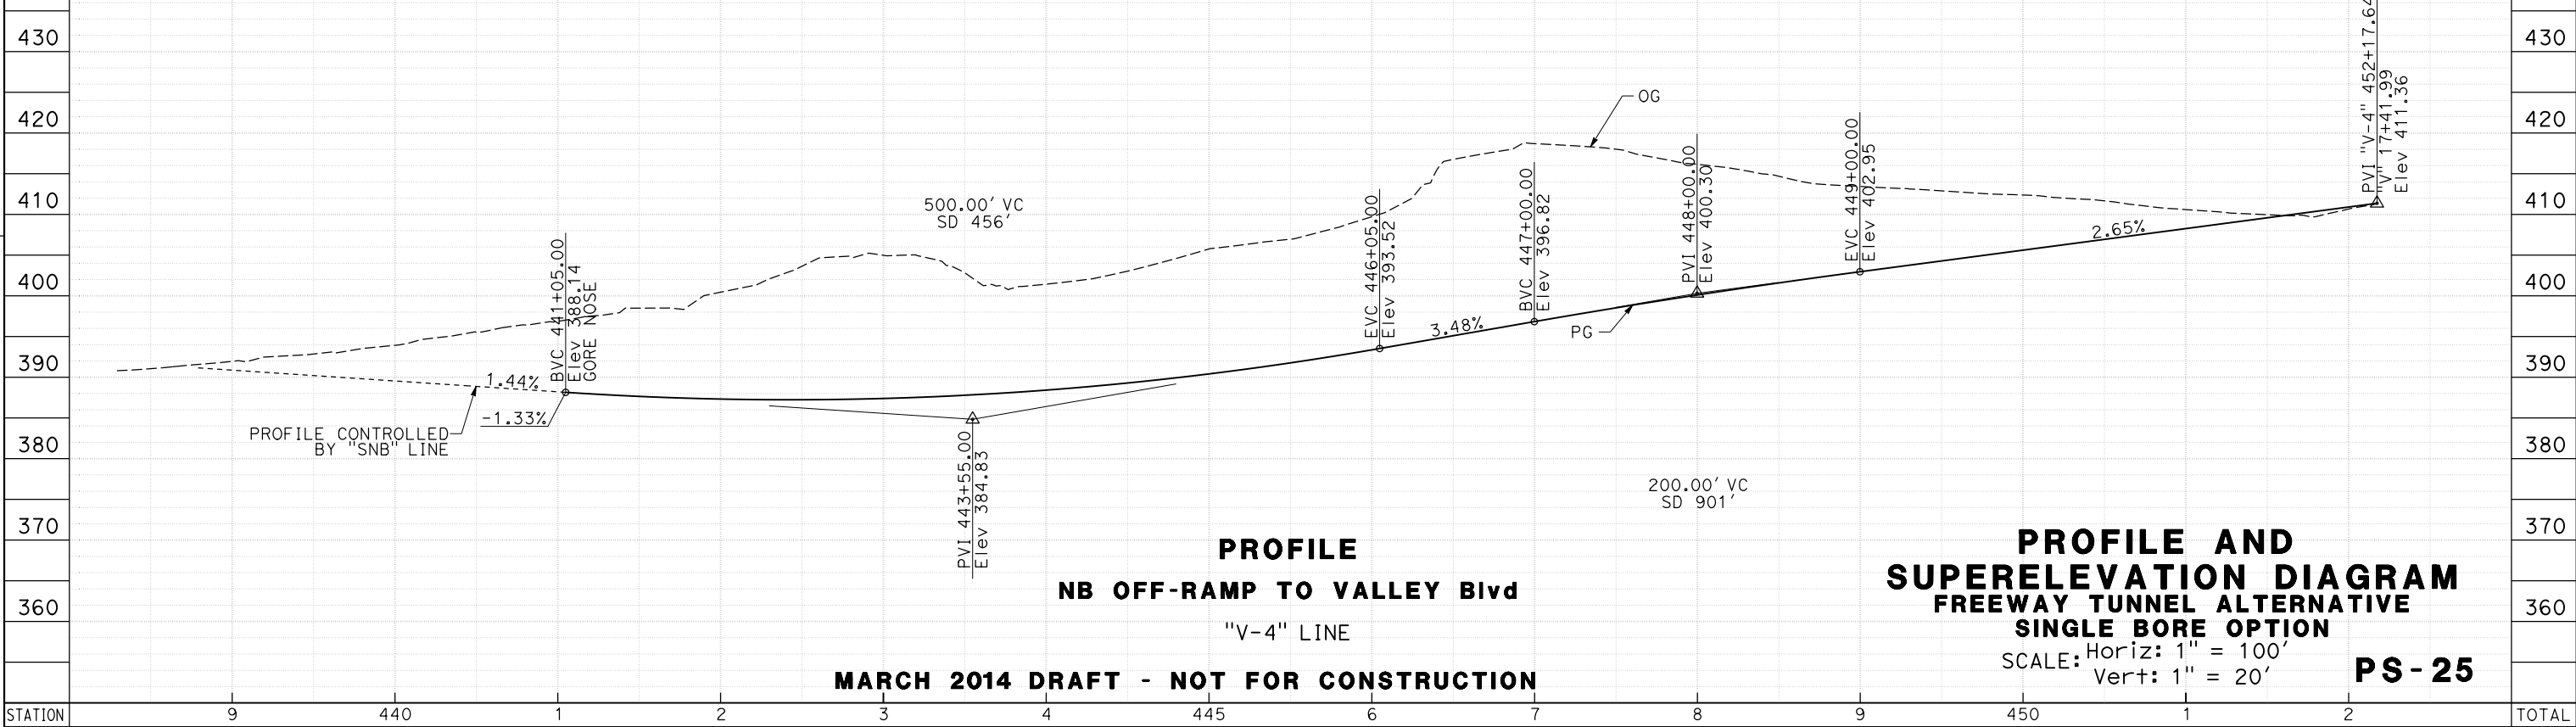 430
420
410
400
390
380
370
360
STATION
430
420
410
400
390
380
370
360
TOTAL
PROFILE CONTROLLED
BY "SNB" LINE
1.44%
-1.33%
BVC 441+05.00
Elev 388.14
GORE NOSE
500.00' VC
SD 456'
PVI 443+55.00
Elev 384.83
EVC 446+05.00
Elev 393.52
3.48%
BVC 447+00.00
Elev 396.82
OG
PG
PVI 448+00.00
Elev 400.30
200.00' VC
SD 901'
EVC 449+00.00
Elev 402.95
2.65%
PVI "V-4" 452+17.64
"V" 17+41.99
Elev 411.36
PROFILE
NB OFF-RAMP TO VALLEY Blvd
"V-4" LINE
MARCH 2014 DRAFT - NOT FOR CONSTRUCTION
PROFILE AND
SUPERELEVATION DIAGRAM
FREEWAY TUNNEL ALTERNATIVE
SINGLE BORE OPTION
SCALE: Horiz: 1" = 100'
Vert: 1" = 20'
PS-25
9 440 1 2 3 4 445 6 7 8 9 450 1 2